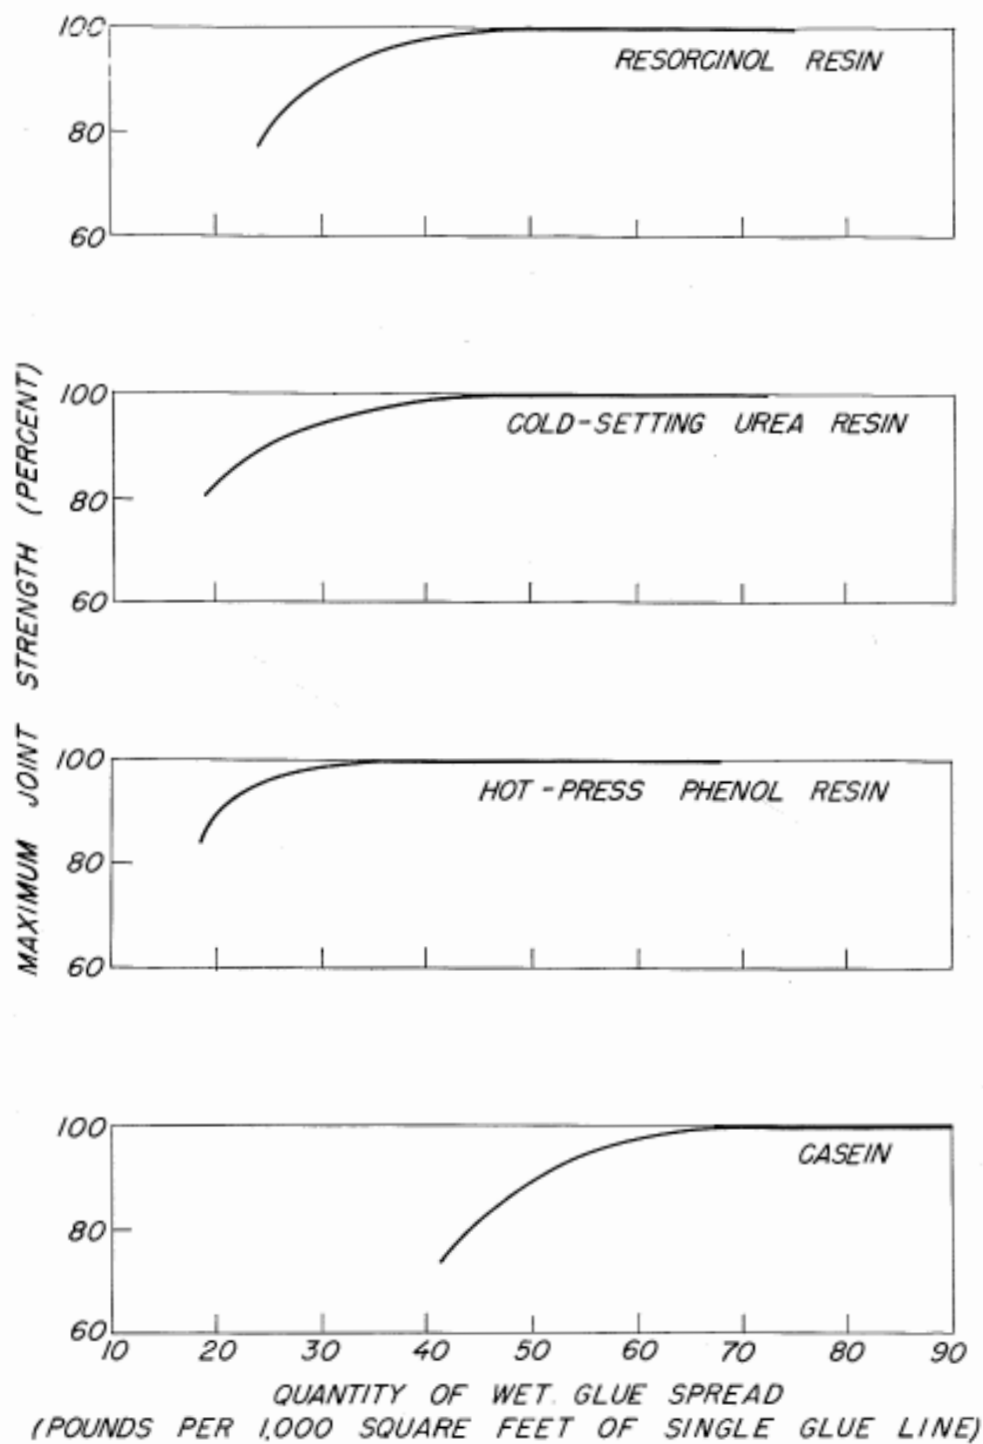 100
RESORCINOL RESIN
80
60
100
COLD-SETTING UREA RESIN
80
60
100
HOT-PRESS PHENOL RESIN
80
60
100
CASEIN
80
60
10 20 30 40 50 60 70 80 90
MAXIMUM JOINT STRENGTH (PERCENT)
QUANTITY OF WET GLUE SPREAD
(POUNDS PER 1,000 SQUARE FEET OF SINGLE GLUE LINE)